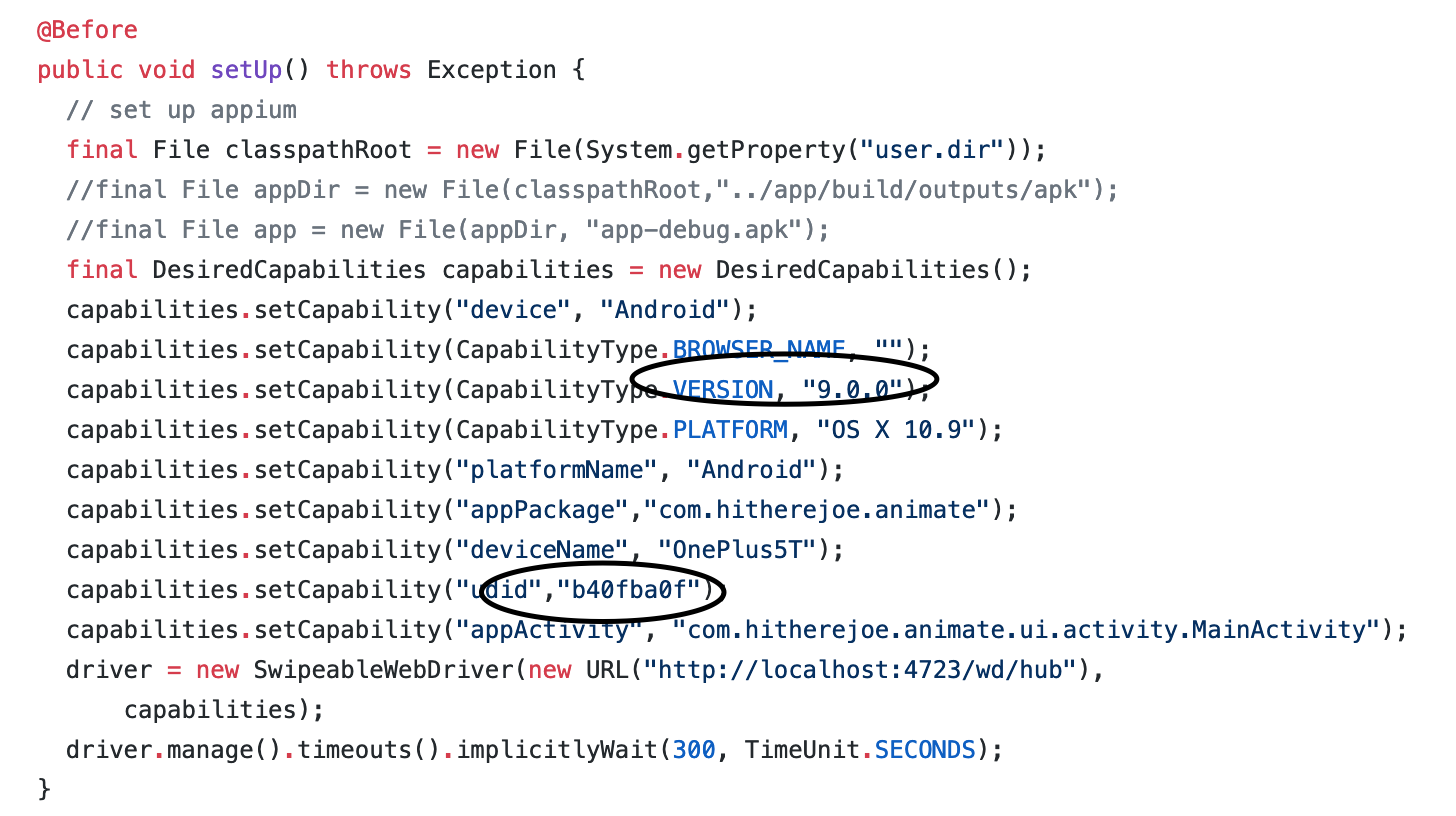 @Before
public void setUp() throws Exception {
  // set up appium
  final File classpathRoot = new File(System.getProperty("user.dir"));
  //final File appDir = new File(classpathRoot,"../app/build/outputs/apk");
  //final File app = new File(appDir, "app-debug.apk");
  final DesiredCapabilities capabilities = new DesiredCapabilities();
  capabilities.setCapability("device", "Android");
  capabilities.setCapability(CapabilityType.BROWSER_NAME, "");
  capabilities.setCapability(CapabilityType.VERSION, "9.0.0");
  capabilities.setCapability(CapabilityType.PLATFORM, "OS X 10.9");
  capabilities.setCapability("platformName", "Android");
  capabilities.setCapability("appPackage","com.hitherejoe.animate");
  capabilities.setCapability("deviceName", "OnePlus5T");
  capabilities.setCapability("udid","b40fba0f");
  capabilities.setCapability("appActivity", "com.hitherejoe.animate.ui.activity.MainActivity");
  driver = new SwipeableWebDriver(new URL("http://localhost:4723/wd/hub"),
      capabilities);
  driver.manage().timeouts().implicitlyWait(300, TimeUnit.SECONDS);
}